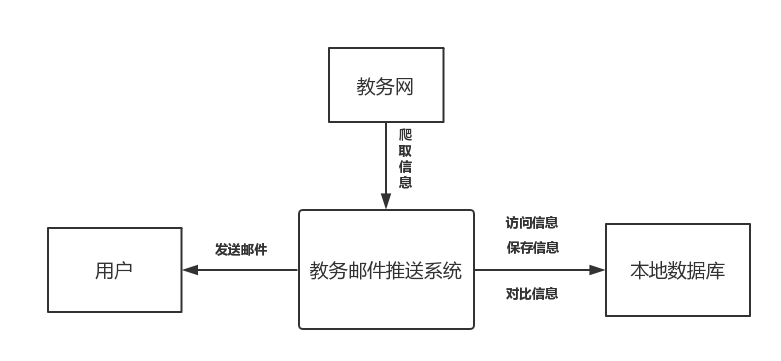 教务网
爬取信息
访问信息
发送邮件
保存信息
用户
教务邮件推送系统
本地数据库
对比信息